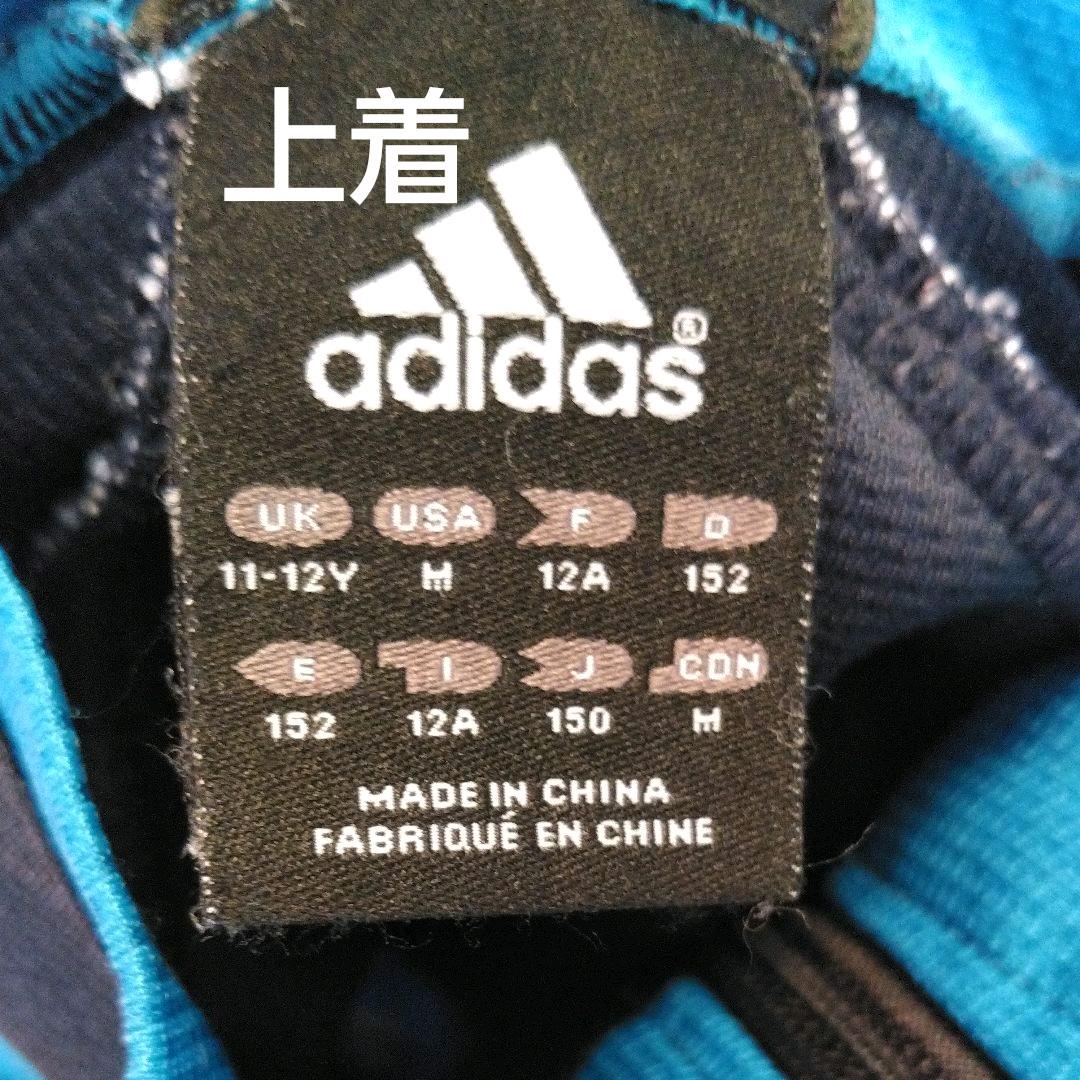 上着
adidas®
UK USA F D
11-12Y M 12A 152
E I J CDN
152 12A 150 M
MADE IN CHINA
FABRIQUÉ EN CHINE